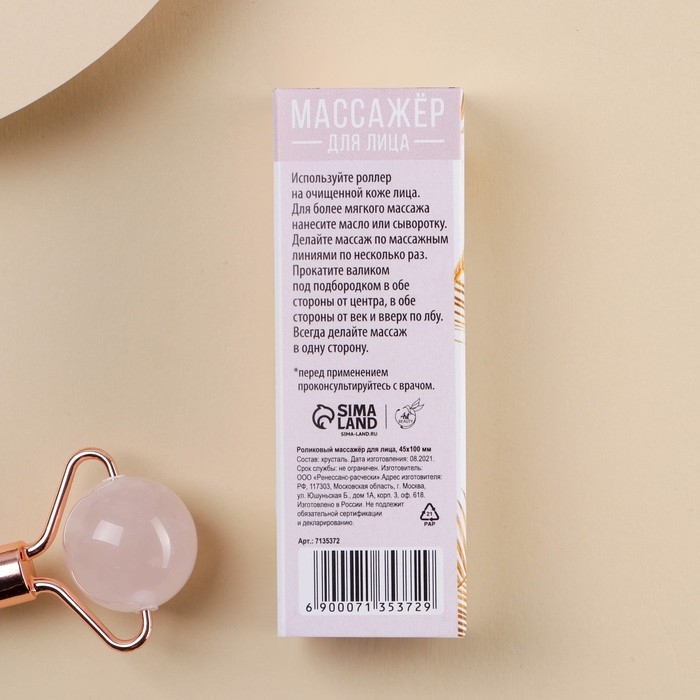 МАССАЖЁР
ДЛЯ ЛИЦА
Используйте роллер
на очищенной коже лица.
Для более мягкого массажа
нанесите масло или сыворотку.
Делайте массаж по массажным
линиями по несколько раз.
Прокатите валиком
под подбородком в обе
стороны от центра, в обе
стороны от век и вверх по лбу.
Всегда делайте массаж
в одну сторону.
*перед применением
проконсультируйтесь с врачом.
SIMA
LAND
SIMA-LAND.RU
BEAUTY
Роликовый массажёр для лица, 45х100 мм
Состав: хрусталь. Дата изготовления: 08.2021.
Срок службы: не ограничен. Изготовитель:
ООО «Ренессанс-расчески». Адрес изготовителя:
РФ, 117303, Московская область, г. Москва,
ул. Юшуньская Б., дом 1А, корп. 3, оф. 618.
Изготовлено в России. Не подлежит
обязательной сертификации
и декларированию.
21
PAP
Арт.: 7135372
6 900071 353729